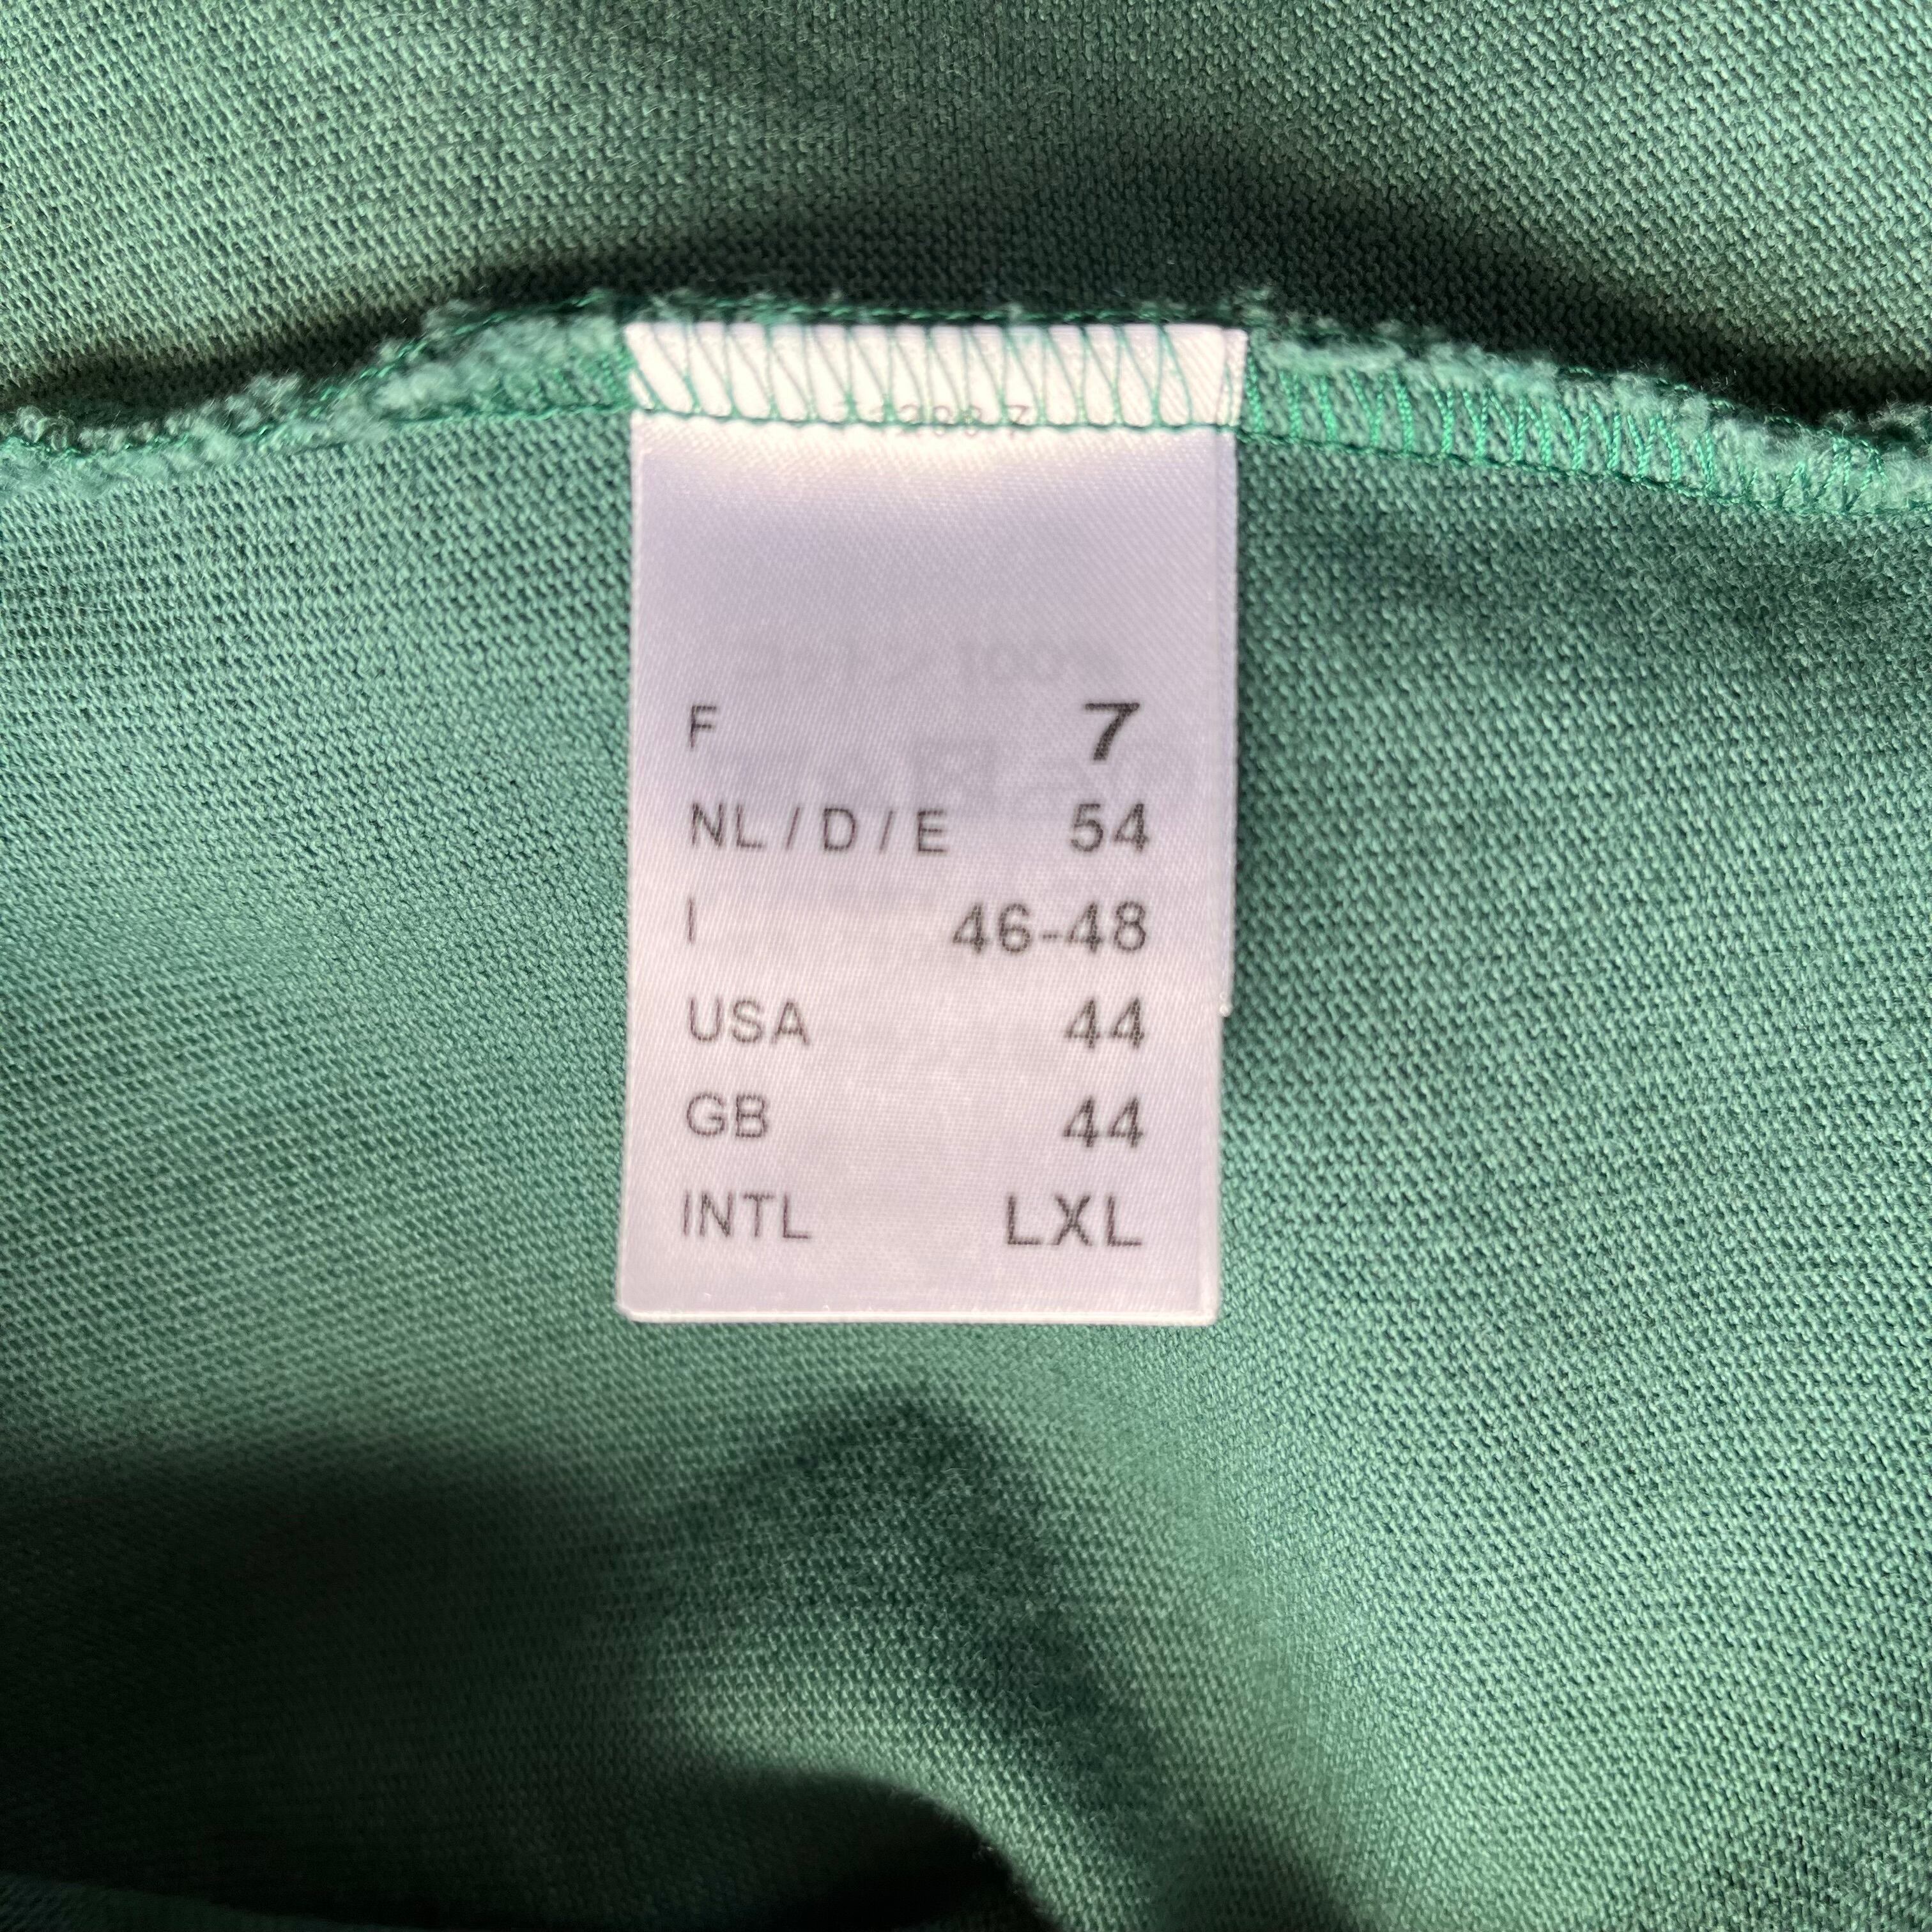 F 7
NL / D / E 54
I 46-48
USA 44
GB 44
INTL LXL